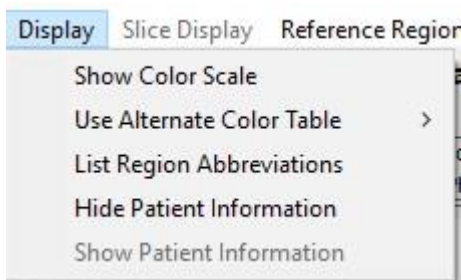 Display Slice Display Reference Region
Show Color Scale
Use Alternate Color Table >
List Region Abbreviations
Hide Patient Information
Show Patient Information